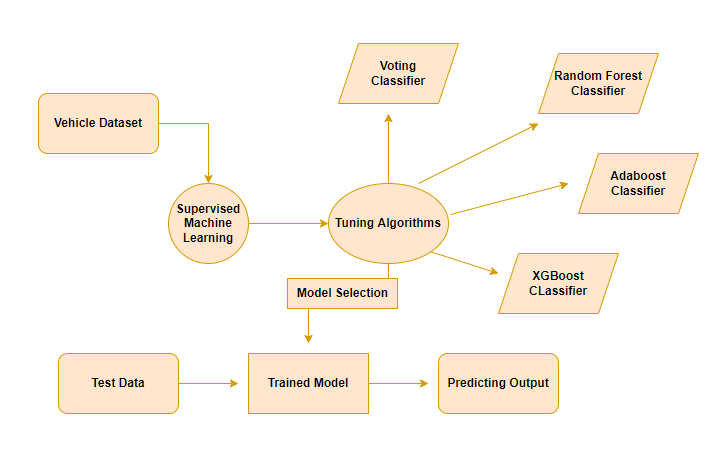 Voting
Classifier
Random Forest
Classifier
Vehicle Dataset
Adaboost
Classifier
Supervised
Machine
Learning
Tuning Algorithms
XGBoost
CLassifier
Model Selection
Test Data
Trained Model
Predicting Output